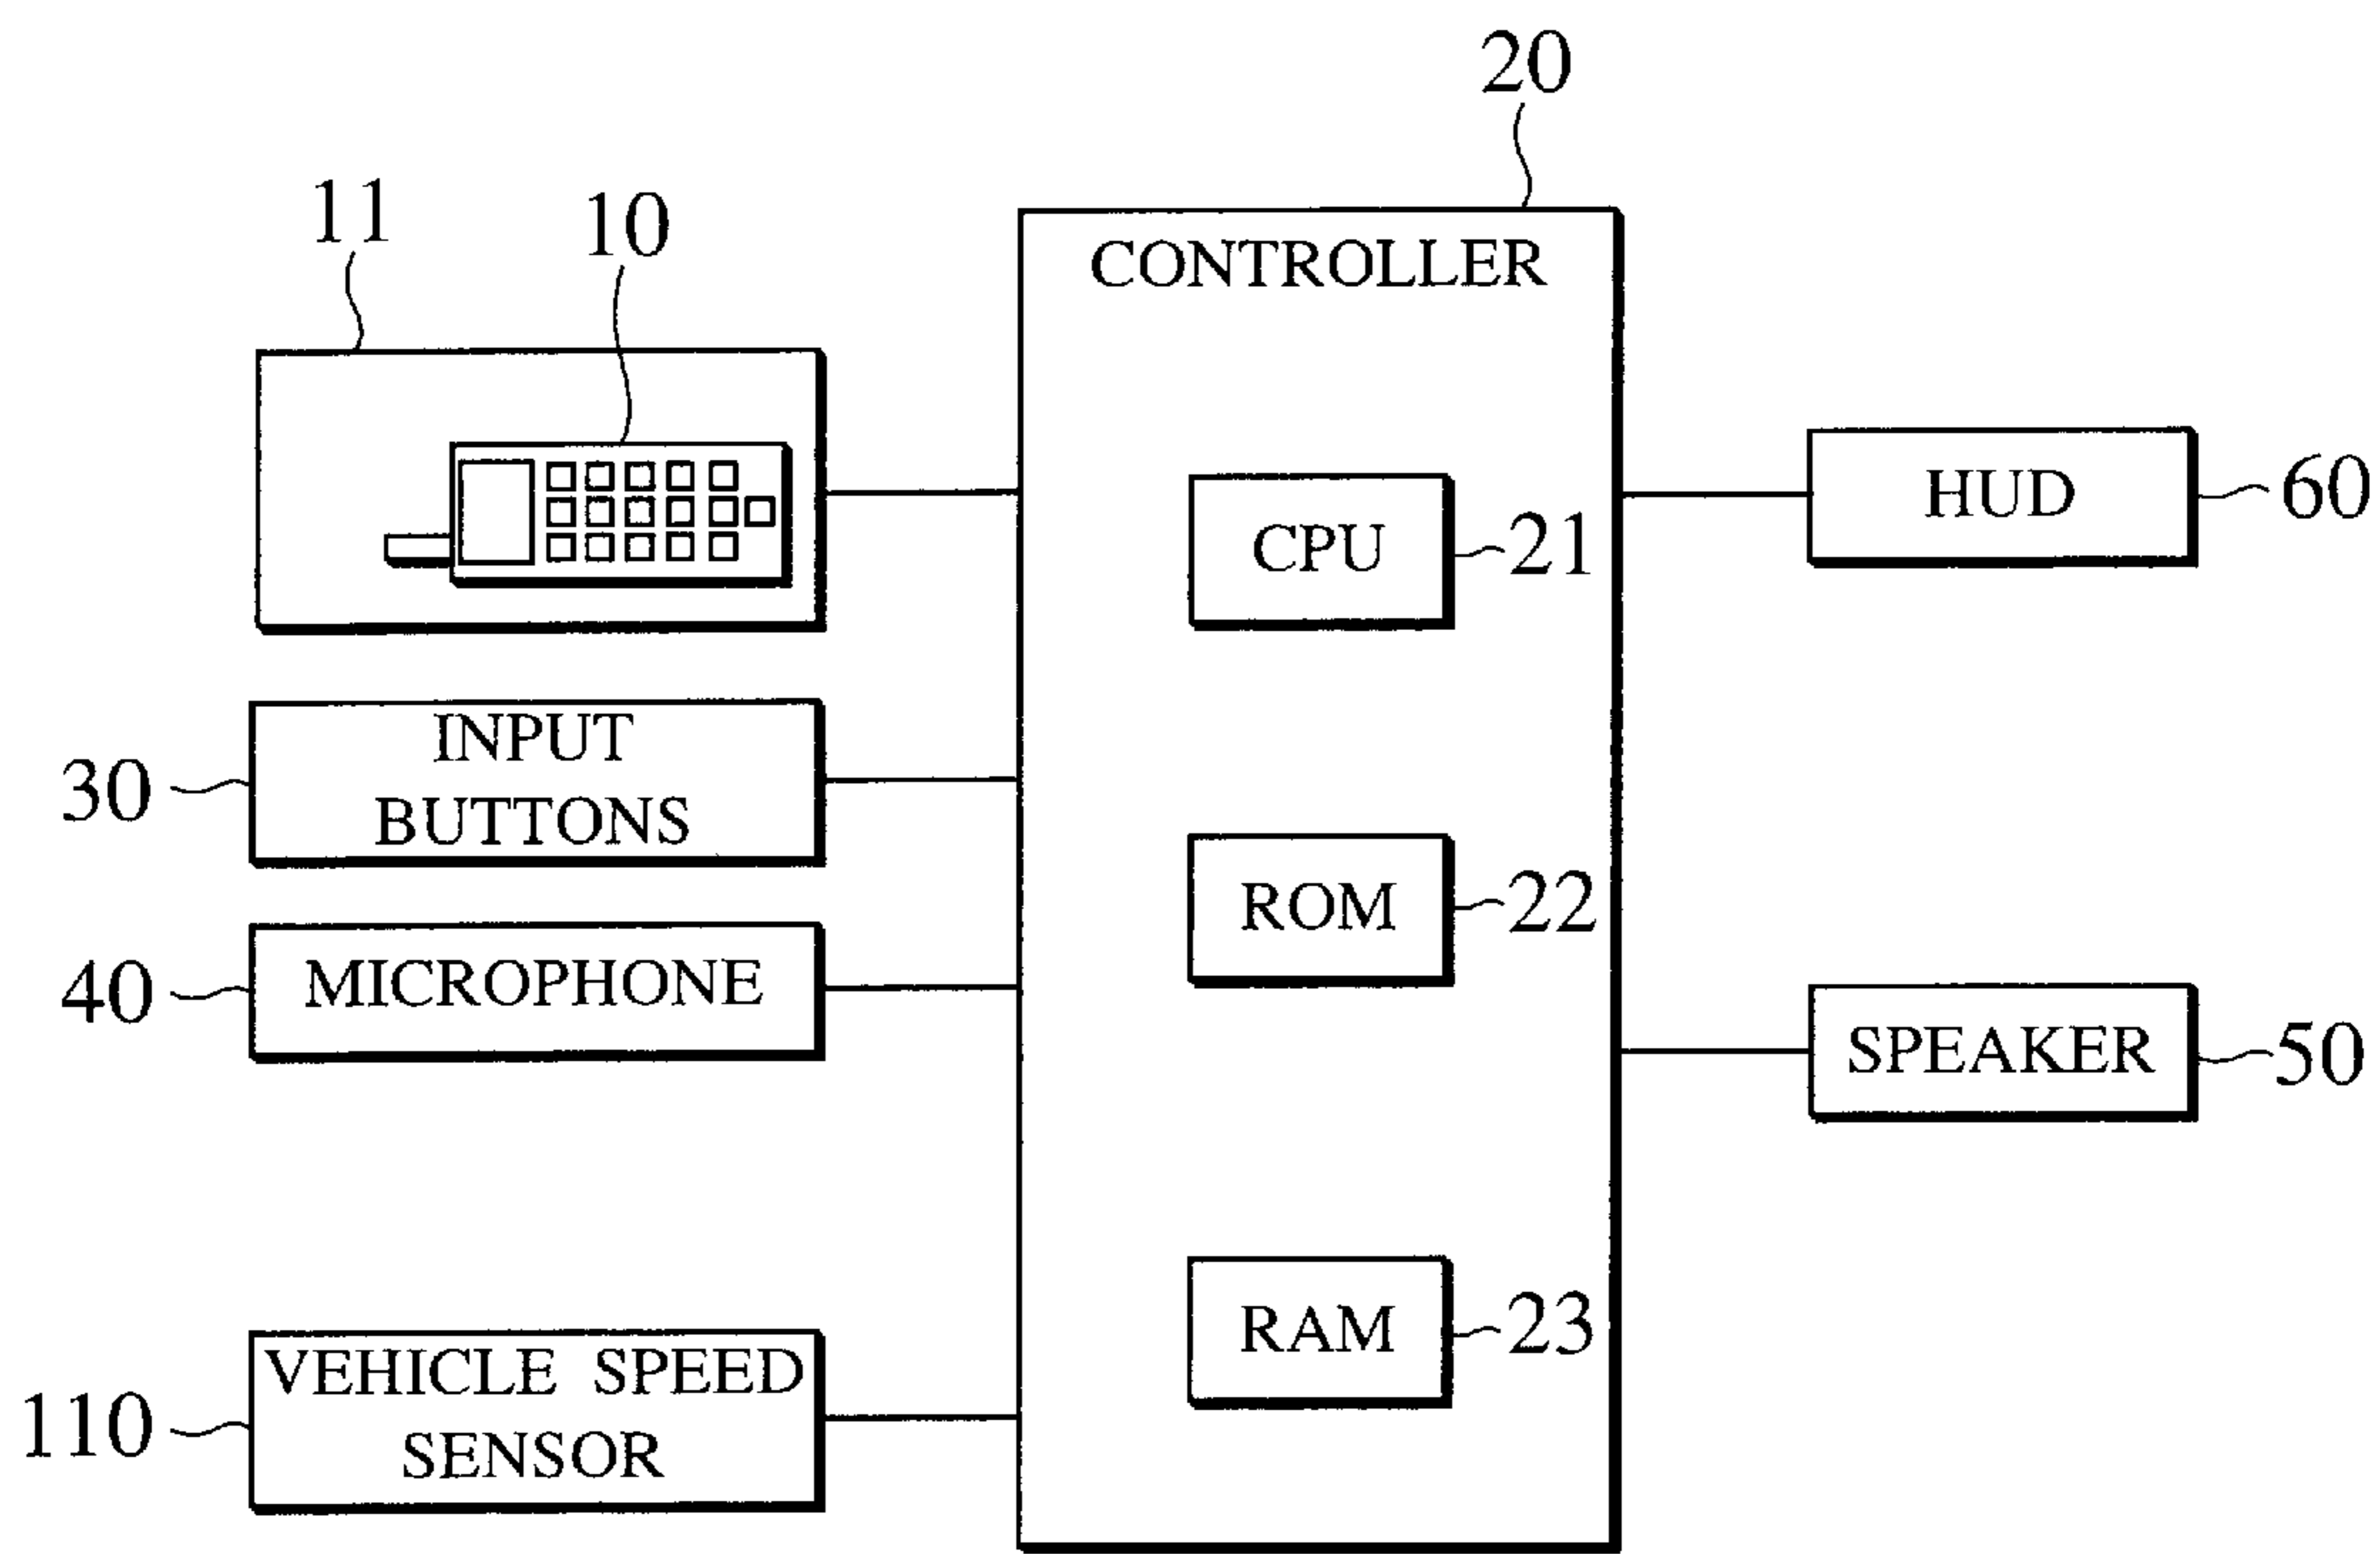 20
11
10
CONTROLLER
CPU
21
HUD
60
INPUT
BUTTONS
30
ROM
22
MICROPHONE
40
SPEAKER
50
RAM
23
VEHICLE SPEED
SENSOR
110